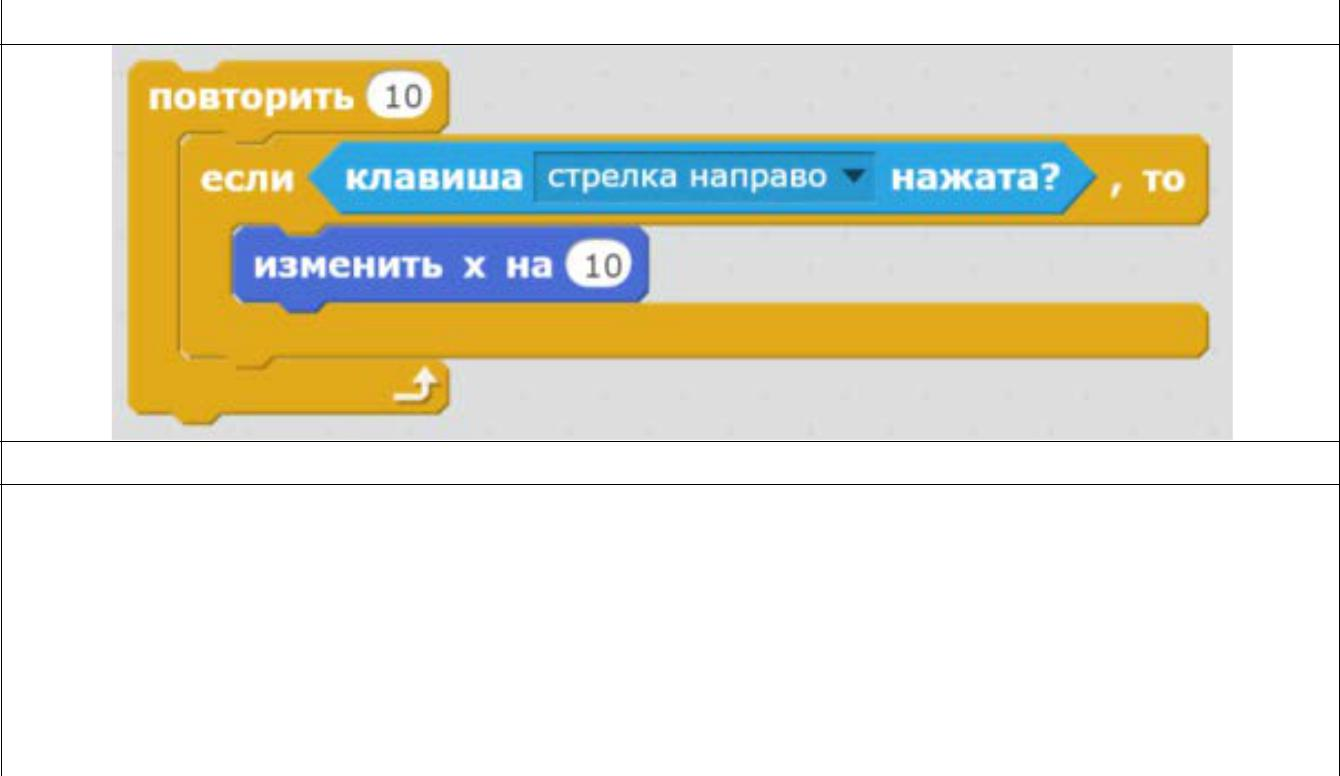 повторить 10
если клавиша стрелка направо нажата? , то
изменить х на 10